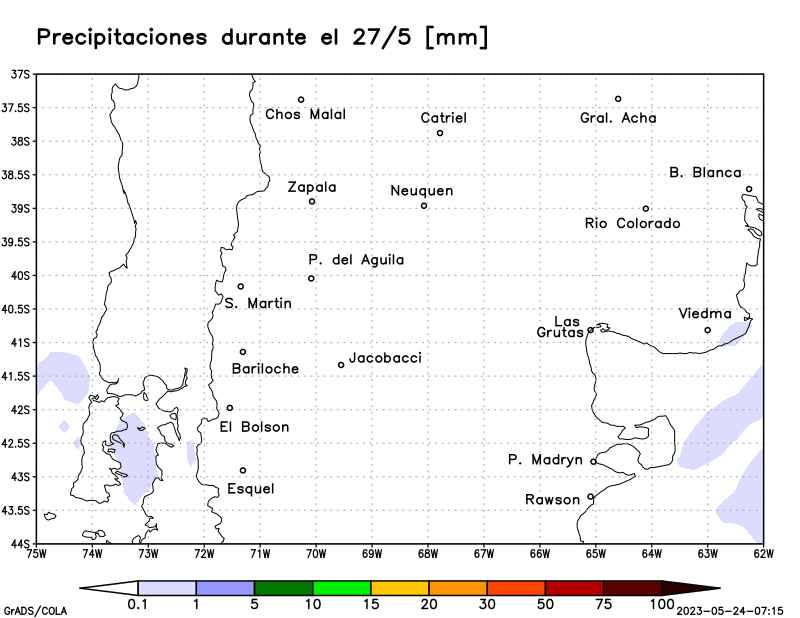 Precipitaciones durante el 27/5 [mm]
37S
37.5S
Chos Malal
Catriel
Gral. Acha
38S
38.5S
B. Blanca
Zapala
Neuquen
39S
Rio Colorado
39.5S
P. del Aguila
40S
S. Martin
40.5S
Viedma
Las
Grutas
41S
Jacobacci
Bariloche
41.5S
42S
El Bolson
42.5S
P. Madryn
43S
Esquel
Rawson
43.5S
44S
75W 74W 73W 72W 71W 70W 69W 68W 67W 66W 65W 64W 63W 62W
0.1 1 5 10 15 20 30 50 75 100
GrADS/COLA
2023-05-24-07:15